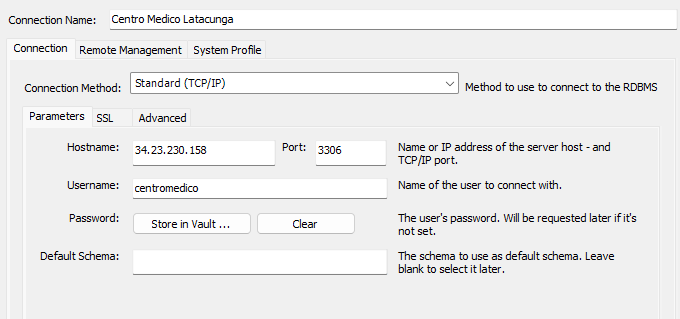 Connection Name: Centro Medico Latacunga
Connection Remote Management System Profile
Connection Method: Standard (TCP/IP) Method to use to connect to the RDBMS
Parameters SSL Advanced
Hostname: 34.23.230.158 Port: 3306 Name or IP address of the server host - and
TCP/IP port.
Username: centromedico Name of the user to connect with.
Password: Store in Vault ... Clear The user's password. Will be requested later if it's
not set.
Default Schema: The schema to use as default schema. Leave
blank to select it later.